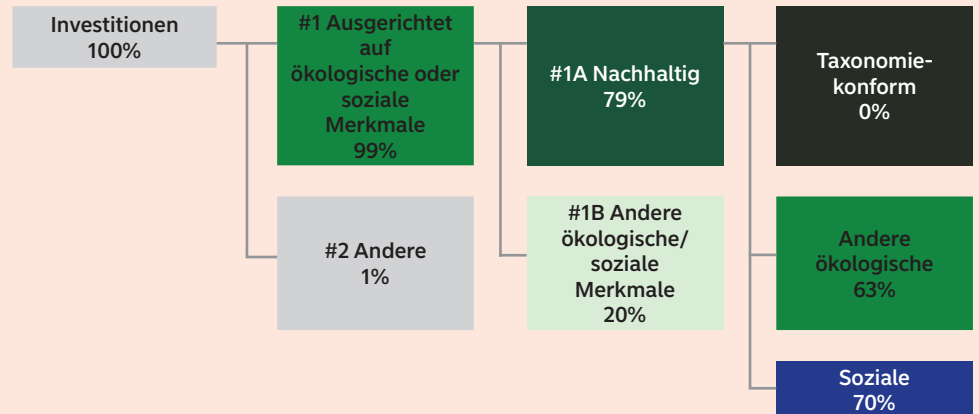 Investitionen
100%
#1 Ausgerichtet
auf
ökologische oder
soziale
Merkmale
99%
#1A Nachhaltig
79%
Taxonomie-
konform
0%
#2 Andere
1%
#1B Andere
ökologische/
soziale
Merkmale
20%
Andere
ökologische
63%
Soziale
70%